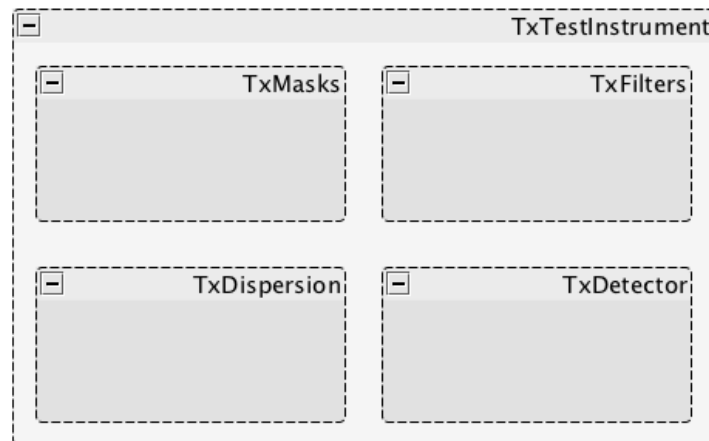 TxTestInstrument
TxMasks
TxFilters
TxDispersion
TxDetector